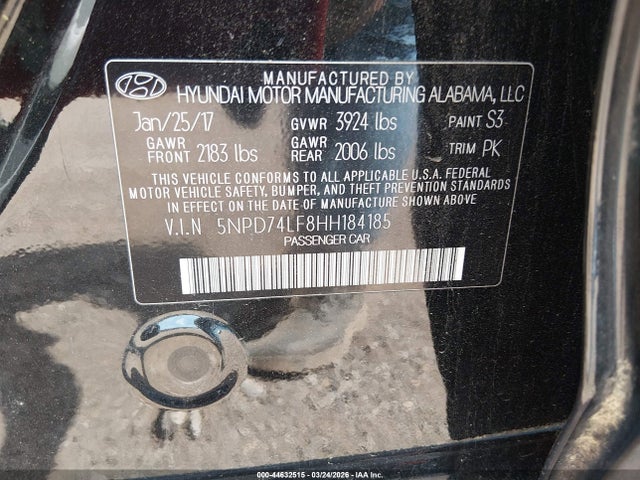 MANUFACTURED BY
HYUNDAI MOTOR MANUFACTURING ALABAMA, LLC
Jan/25/17 GVWR 3924 lbs PAINT S3
GAWR FRONT 2183 lbs GAWR REAR 2006 lbs TRIM PK
THIS VEHICLE CONFORMS TO ALL APPLICABLE U.S.A. FEDERAL
MOTOR VEHICLE SAFETY, BUMPER, AND THEFT PREVENTION STANDARDS
IN EFFECT ON THE DATE OF MANUFACTURE SHOWN ABOVE
V.I.N 5NPD74LF8HH184185
PASSENGER CAR
000-44632515 - 03/24/2026 - IAA Inc.